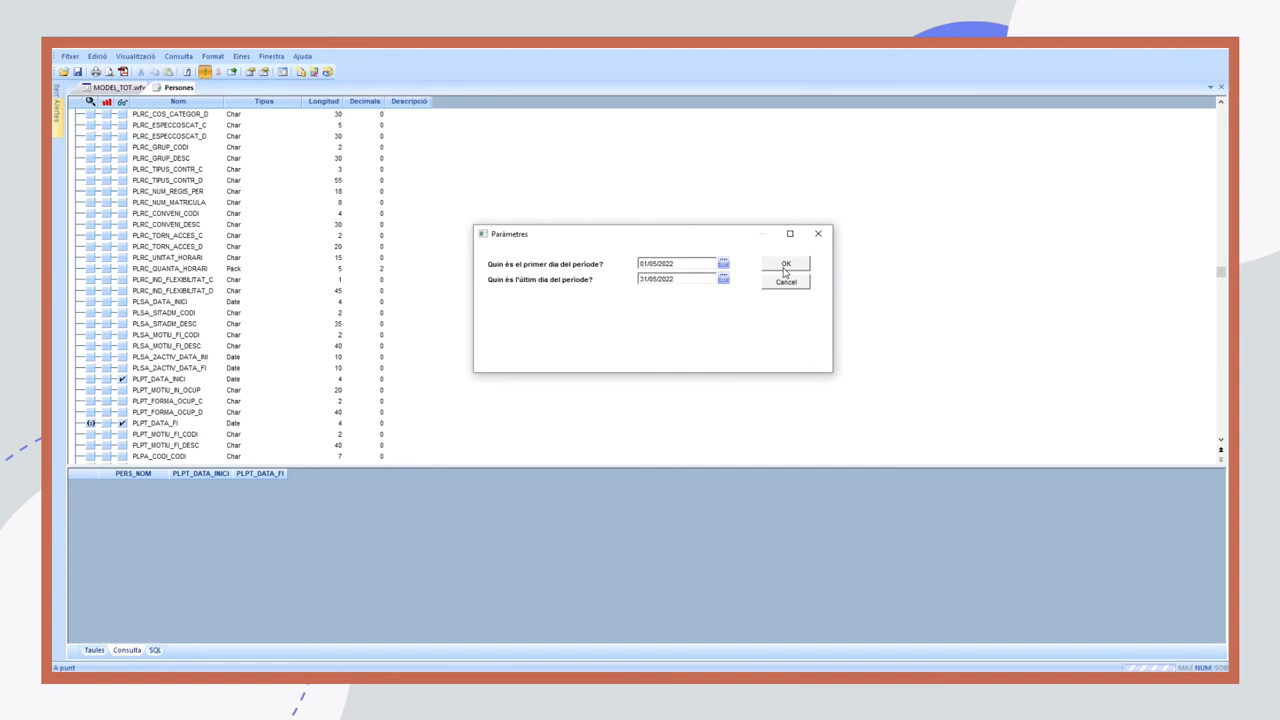 Fitxer Edició Visualització Consulta Format Eines Finestra Ajuda
MODEL_TOT.wfv Persones
Nom Tipus Longitud Decimals Descripció
PLRC_COS_CATEGOR_D Char 30 0
PLRC_ESPECCOSCAT_C Char 5 0
PLRC_ESPECCOSCAT_D Char 30 0
PLRC_GRUP_CODI Char 2 0
PLRC_GRUP_DESC Char 30 0
PLRC_TIPUS_CONTR_C Char 3 0
PLRC_TIPUS_CONTR_D Char 55 0
PLRC_NUM_REGIS_PER Char 18 0
PLRC_NUM_MATRICULA Char 8 0
PLRC_CONVENI_CODI Char 4 0
PLRC_CONVENI_DESC Char 30 0
PLRC_TORN_ACCES_C Char 2 0
PLRC_TORN_ACCES_D Char 20 0
PLRC_UNITAT_HORARI Char 15 0
PLRC_QUANTA_HORARI Pack 5 2
PLRC_IND_FLEXIBILITAT_C Char 1 0
PLRC_IND_FLEXIBILITAT_D Char 45 0
PLSA_DATA_INICI Date 4 0
PLSA_SITADM_CODI Char 2 0
PLSA_SITADM_DESC Char 35 0
PLSA_MOTIU_FI_CODI Char 2 0
PLSA_MOTIU_FI_DESC Char 40 0
PLSA_2ACTIV_DATA_INI Date 10 0
PLSA_2ACTIV_DATA_FI Date 10 0
PLPT_DATA_INICI Date 4 0
PLPT_MOTIU_IN_OCUP Char 20 0
PLPT_FORMA_OCUP_C Char 2 0
PLPT_FORMA_OCUP_D Char 40 0
PLPT_DATA_FI Date 4 0
PLPT_MOTIU_FI_CODI Char 2 0
PLPT_MOTIU_FI_DESC Char 40 0
PLPA_CODI_CODI Char 7 0
Paràmetres
Quin és el primer dia del període? 01/05/2022 OK
Quin és l'últim dia del període? 31/05/2022 Cancel
PERS_NOM PLPT_DATA_INICI PLPT_DATA_FI
Taules Consulta SQL
A punt NUM